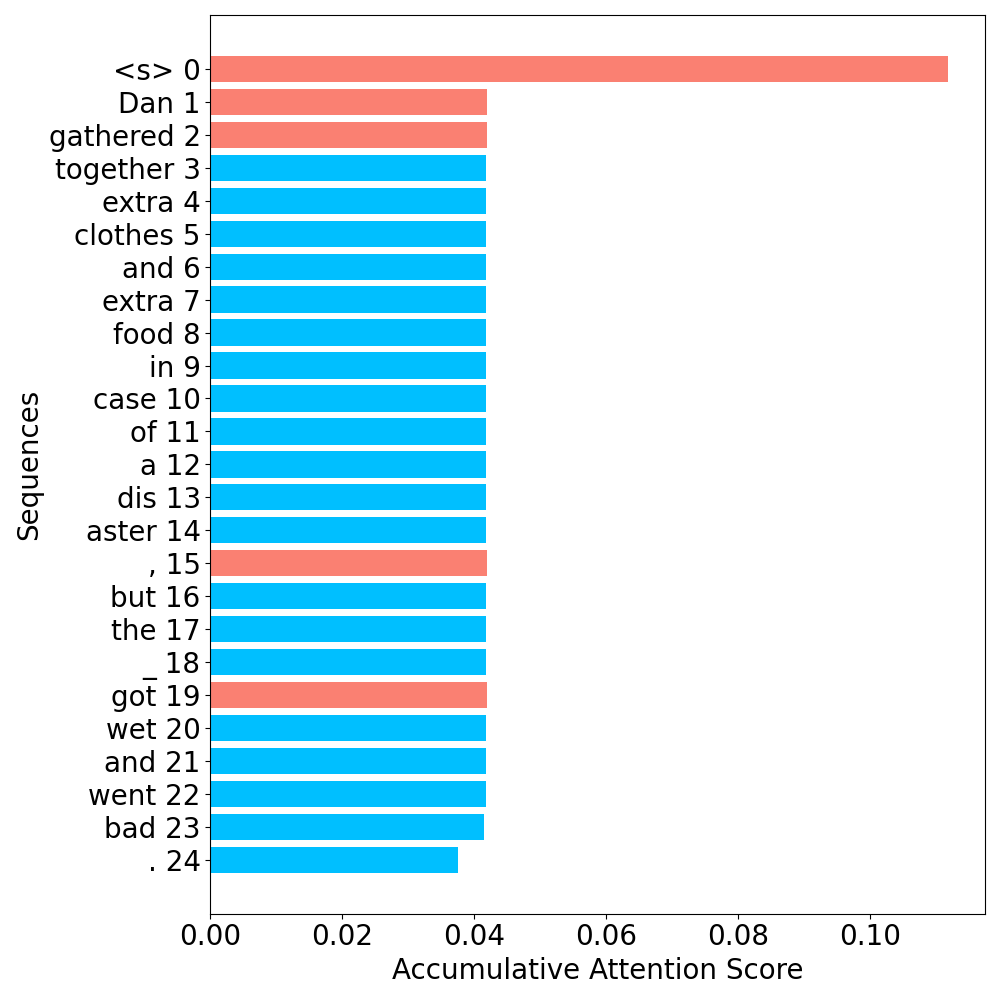 <s> 0
Dan 1
gathered 2
together 3
extra 4
clothes 5
and 6
extra 7
food 8
in 9
case 10
of 11
a 12
dis 13
aster 14
, 15
but 16
the 17
_ 18
got 19
wet 20
and 21
went 22
bad 23
. 24
Sequences
0.00 0.02 0.04 0.06 0.08 0.10
Accumulative Attention Score